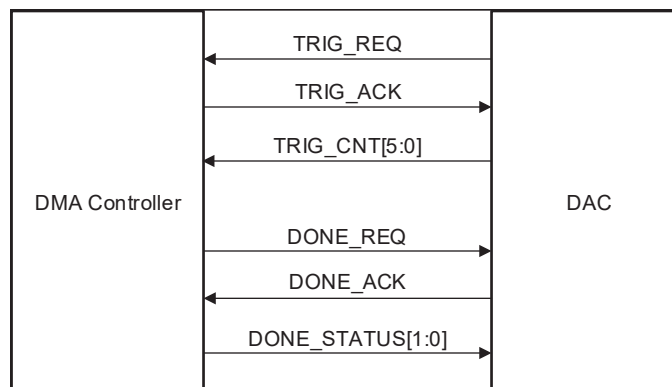 TRIG_REQ
TRIG_ACK
TRIG_CNT[5:0]
DMA Controller
DAC
DONE_REQ
DONE_ACK
DONE_STATUS[1:0]